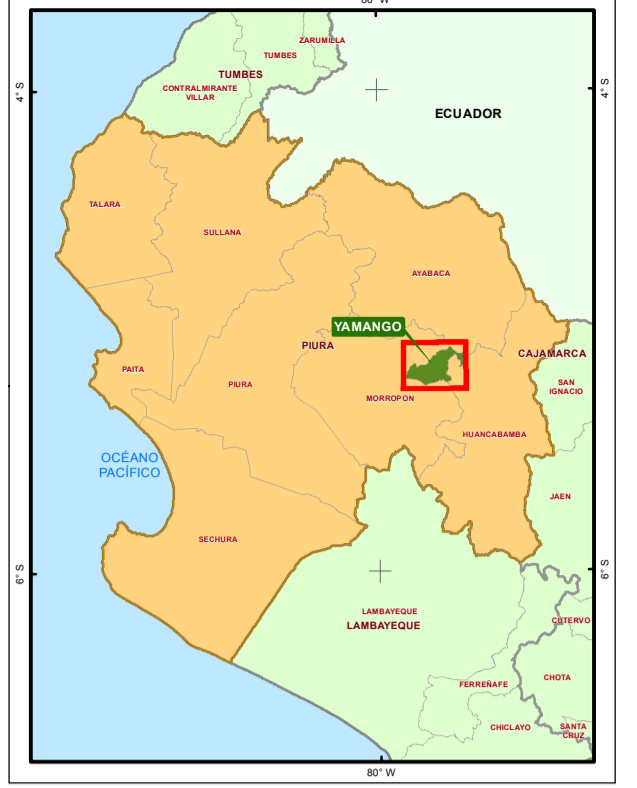 80° W
ZARUMILLA
TUMBES
TUMBES
CONTRALMIRANTE
VILLAR
4° S
4° S
ECUADOR
TALARA
SULLANA
AYABACA
YAMANGO
PIURA
CAJAMARCA
PAITA
PIURA
SAN
IGNACIO
MORROPON
HUANCABAMBA
OCÉANO
PACÍFICO
JAEN
SECHURA
6° S
6° S
LAMBAYEQUE
LAMBAYEQUE
CUTERVO
FERREÑAFE
CHOTA
CHICLAYO
SANTA
CRUZ
80° W